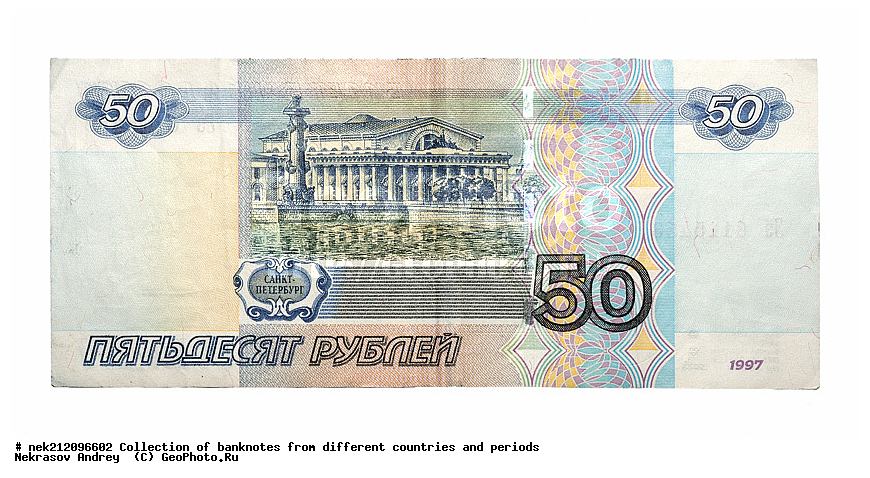 50
50
САНКТ-
ПЕТЕРБУРГ
50
ПЯТЬДЕСЯТ РУБЛЕЙ
1997
# nek212096602 Collection of banknotes from different countries and periods
Nekrasov Andrey (C) GeoPhoto.Ru